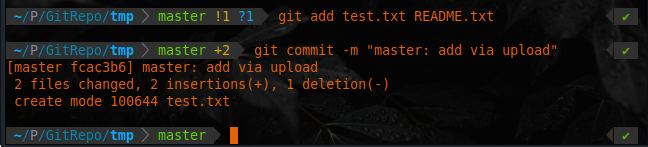 ~/P/GitRepo/tmp master !1 ?1 git add test.txt README.txt ✔
~/P/GitRepo/tmp master +2 git commit -m "master: add via upload" ✔
[master fcac3b6] master: add via upload
2 files changed, 2 insertions(+), 1 deletion(-)
create mode 100644 test.txt
~/P/GitRepo/tmp master ✔